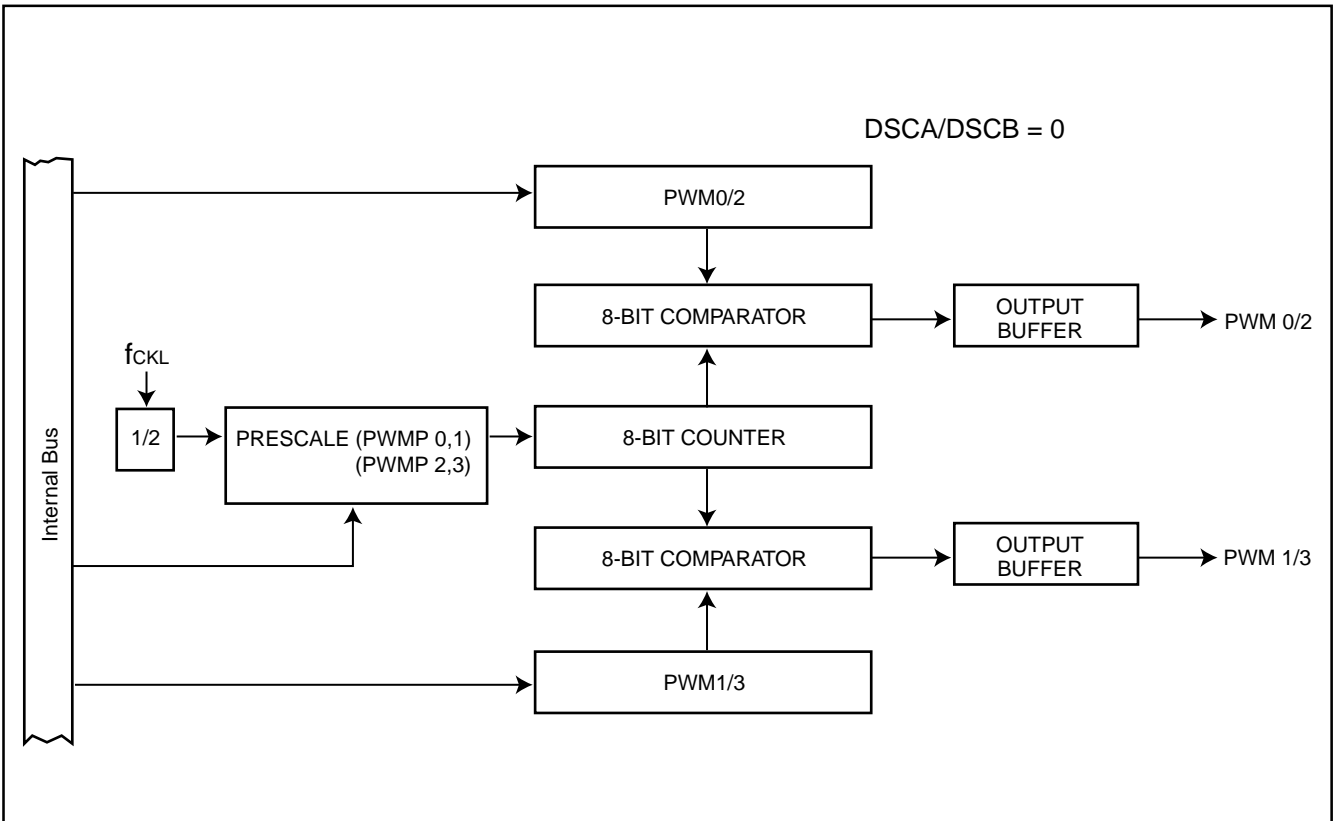 DSCA/DSCB = 0
PWM0/2
8-BIT COMPARATOR
OUTPUT
BUFFER
PWM 0/2
fCKL
1/2
PRESCALE (PWMP 0,1)
(PWMP 2,3)
8-BIT COUNTER
Internal Bus
8-BIT COMPARATOR
OUTPUT
BUFFER
PWM 1/3
PWM1/3